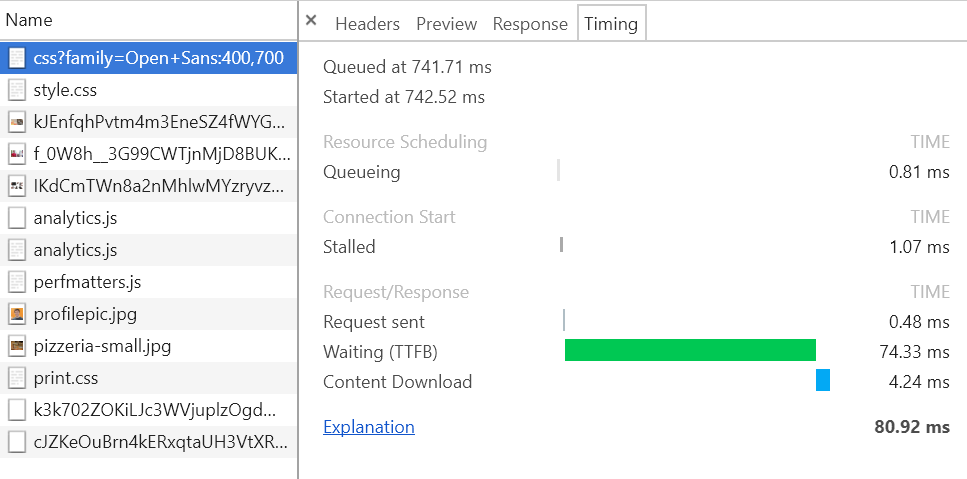 Name
css?family=Open+Sans:400,700
style.css
kJEnfqhPvtm4m3EneSZ4fWYG...
f_0W8h__3G99CWTjnMjD8BUK...
IKdCmTWn8a2nMhlwMYzryvz...
analytics.js
analytics.js
perfmatters.js
profilepic.jpg
pizzeria-small.jpg
print.css
k3k702ZOKiLJc3WVjuplzOgd...
cJZKeOuBrn4kERxqtaUH3VtXR...
× Headers Preview Response Timing
Queued at 741.71 ms
Started at 742.52 ms
Resource Scheduling TIME
Queueing 0.81 ms
Connection Start TIME
Stalled 1.07 ms
Request/Response TIME
Request sent 0.48 ms
Waiting (TTFB) 74.33 ms
Content Download 4.24 ms
Explanation 80.92 ms